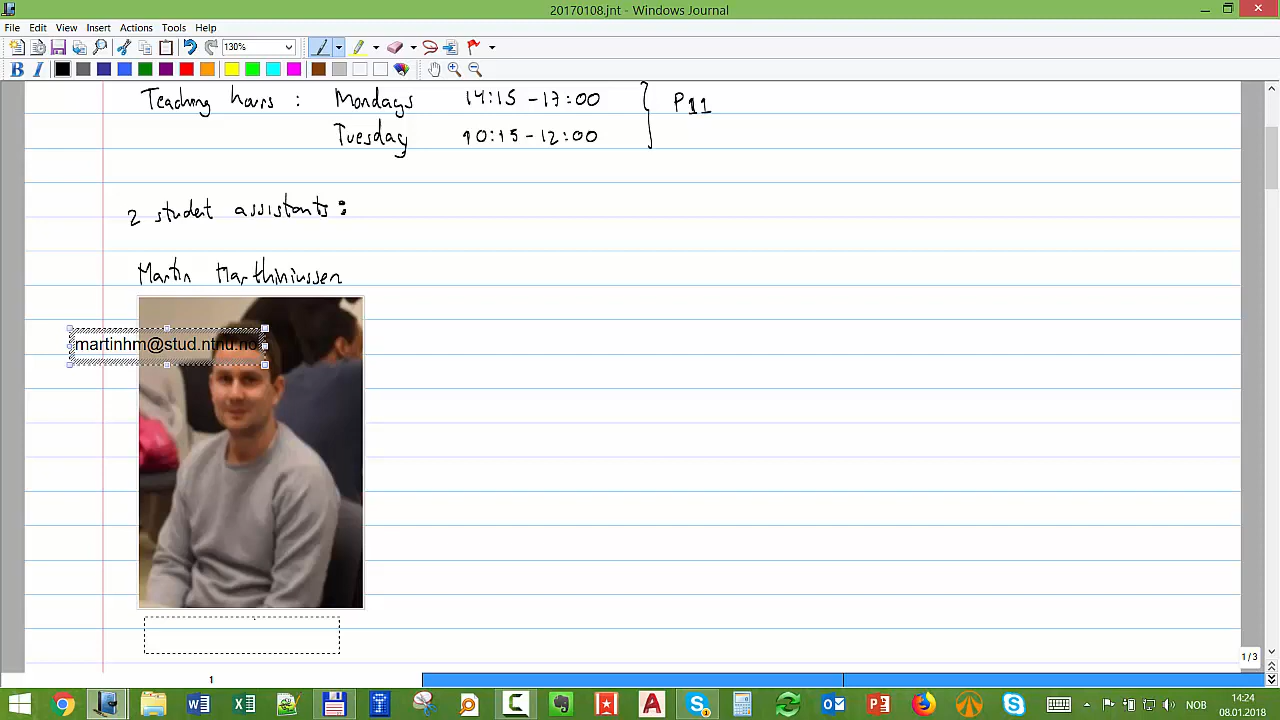 20170108.jnt - Windows Journal
File Edit View Insert Actions Tools Help
130%
B I
Teaching hours : Mondays 14:15 - 17:00 P11
Tuesday 10:15 - 12:00
2 student assistants :
Martin Marthiniussen
martinhm@stud.ntnu.no
1/3
1
NOB
14:24
08.01.2018